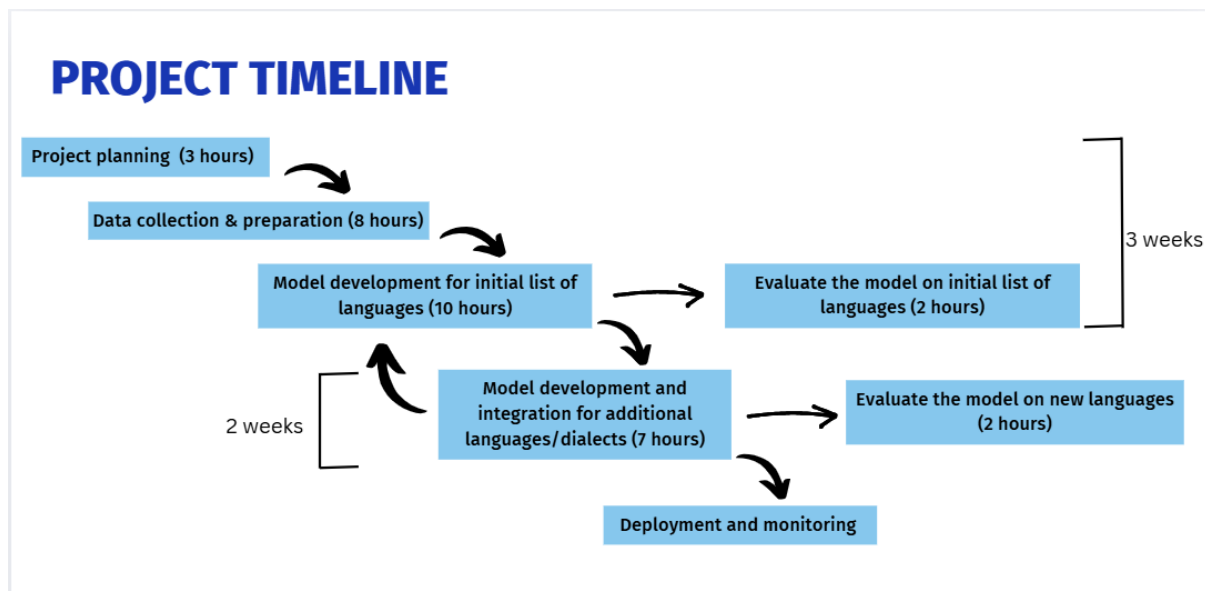 PROJECT TIMELINE
Project planning (3 hours)
Data collection & preparation (8 hours)
3 weeks
Model development for initial list of
languages (10 hours)
Evaluate the model on initial list of
languages (2 hours)
2 weeks
Model development and
integration for additional
languages/dialects (7 hours)
Evaluate the model on new languages
(2 hours)
Deployment and monitoring